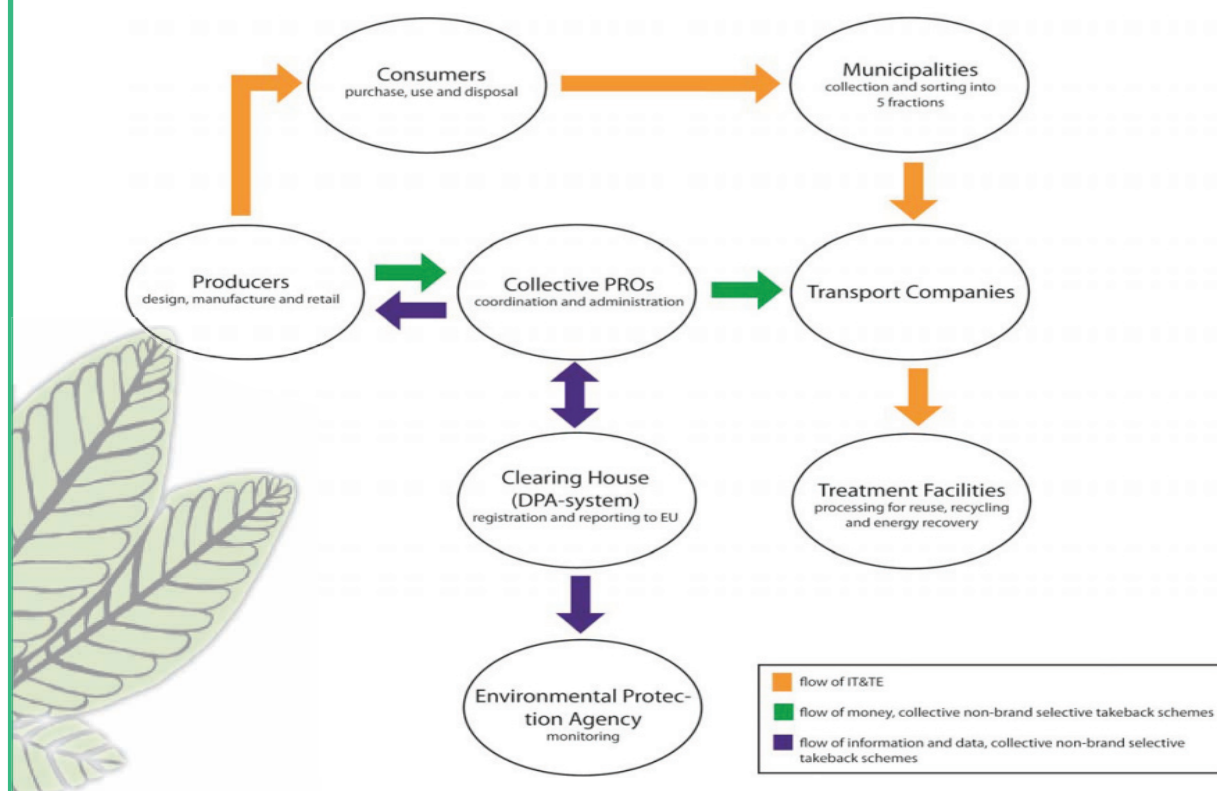 Consumers
purchase, use and disposal
Municipalities
collection and sorting into
5 fractions
Producers
design, manufacture and retail
Collective PROs
coordination and administration
Transport Companies
Clearing House
(DPA-system)
registration and reporting to EU
Treatment Facilities
processing for reuse, recycling
and energy recovery
Environmental Protec-
tion Agency
monitoring
flow of IT&TE
flow of money, collective non-brand selective takeback schemes
flow of information and data, collective non-brand selective
takeback schemes